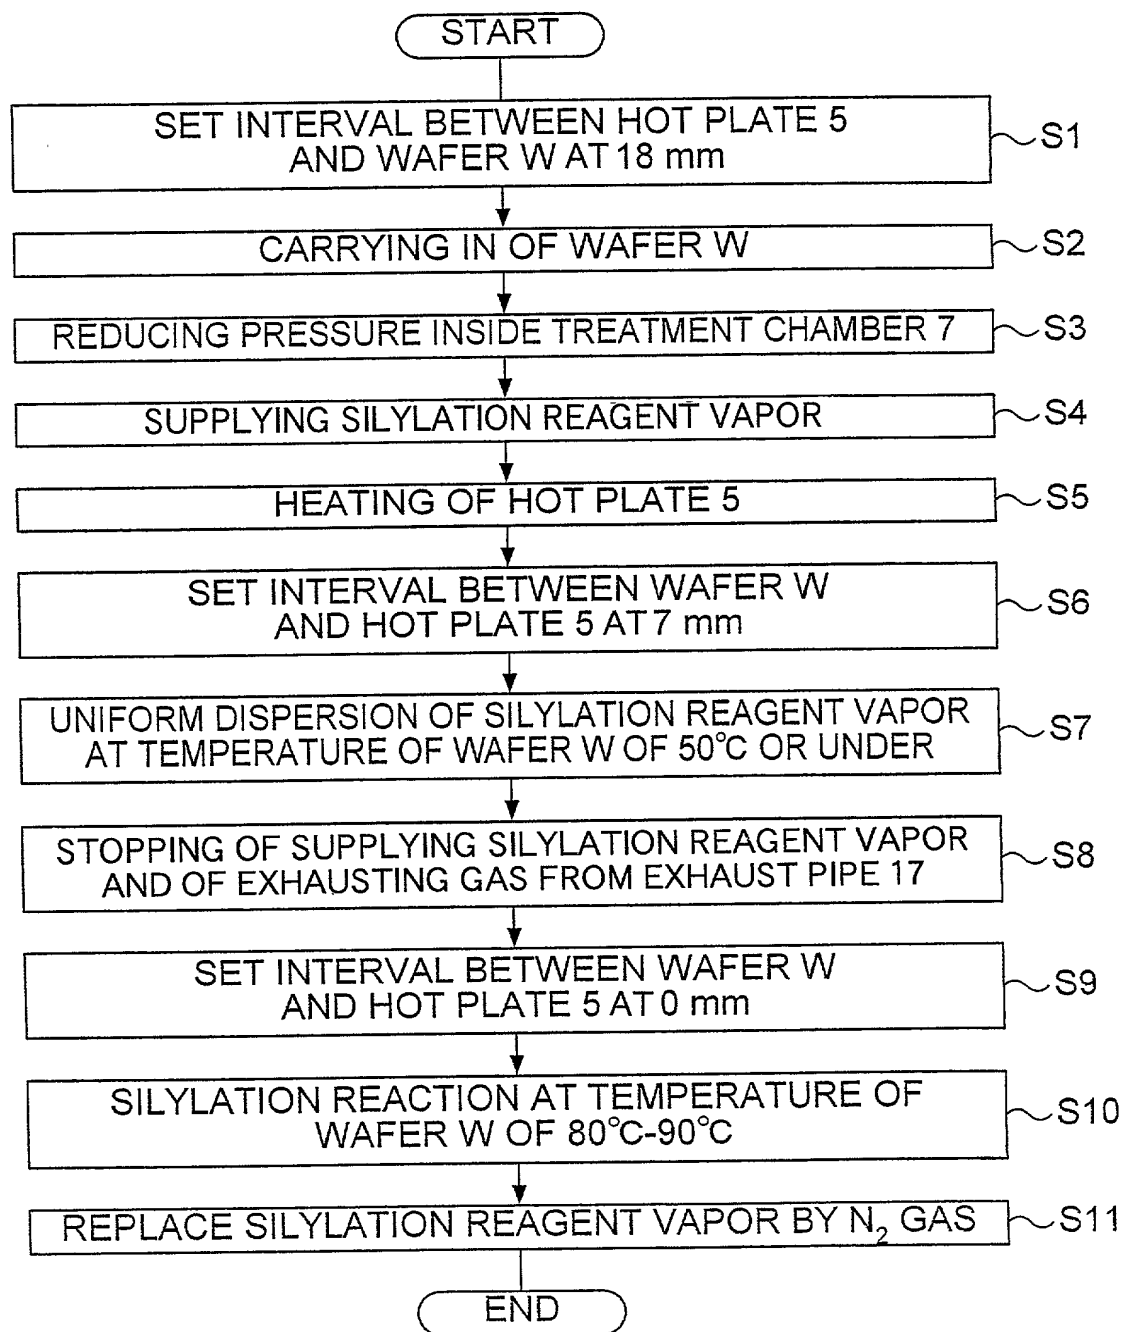 START
SET INTERVAL BETWEEN HOT PLATE 5
AND WAFER W AT 18 mm
S1
CARRYING IN OF WAFER W
S2
REDUCING PRESSURE INSIDE TREATMENT CHAMBER 7
S3
SUPPLYING SILYLATION REAGENT VAPOR
S4
HEATING OF HOT PLATE 5
S5
SET INTERVAL BETWEEN WAFER W
AND HOT PLATE 5 AT 7 mm
S6
UNIFORM DISPERSION OF SILYLATION REAGENT VAPOR
AT TEMPERATURE OF WAFER W OF 50°C OR UNDER
S7
STOPPING OF SUPPLYING SILYLATION REAGENT VAPOR
AND OF EXHAUSTING GAS FROM EXHAUST PIPE 17
S8
SET INTERVAL BETWEEN WAFER W
AND HOT PLATE 5 AT 0 mm
S9
SILYLATION REACTION AT TEMPERATURE OF
WAFER W OF 80°C-90°C
S10
REPLACE SILYLATION REAGENT VAPOR BY N₂ GAS
S11
END